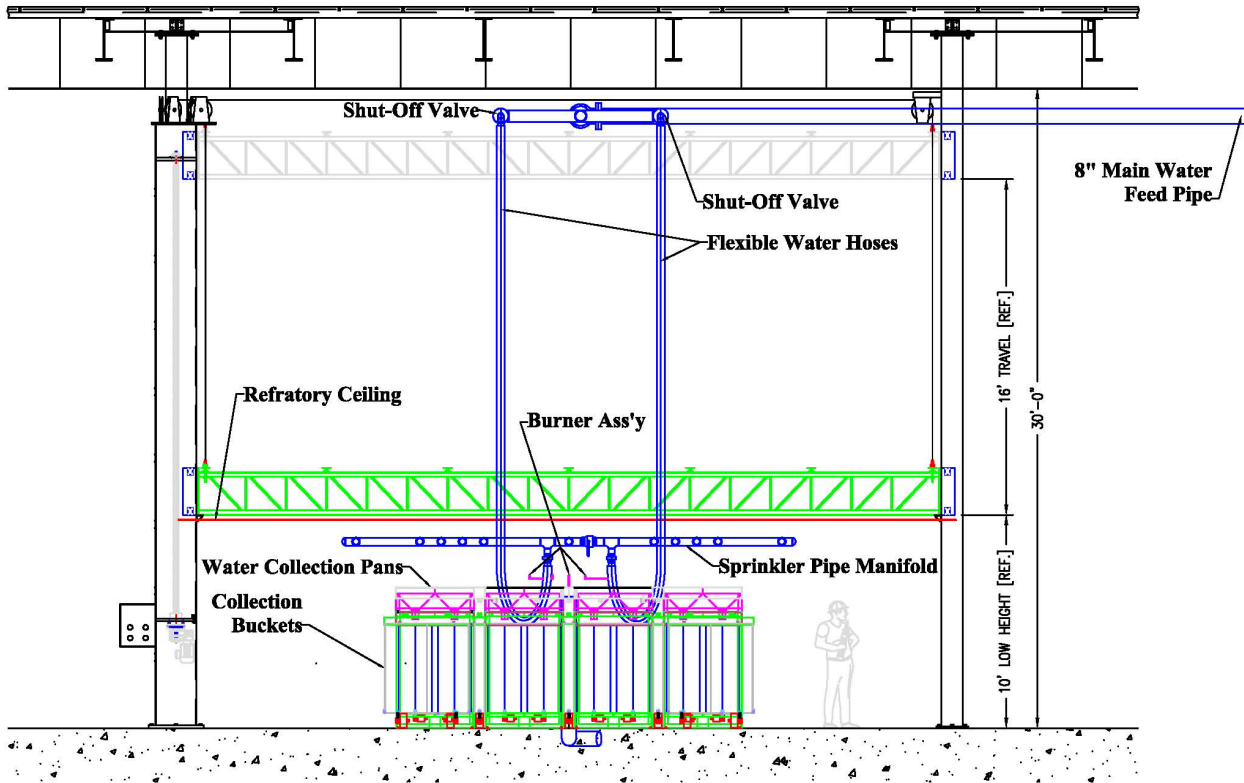 Shut-Off Valve
8" Main Water
Feed Pipe
Shut-Off Valve
Flexible Water Hoses
16' TRAVEL [REF.]
30'-0"
Refratory Ceiling
Burner Ass'y
Water Collection Pans
Sprinkler Pipe Manifold
Collection
Buckets
10' LOW HEIGHT [REF.]